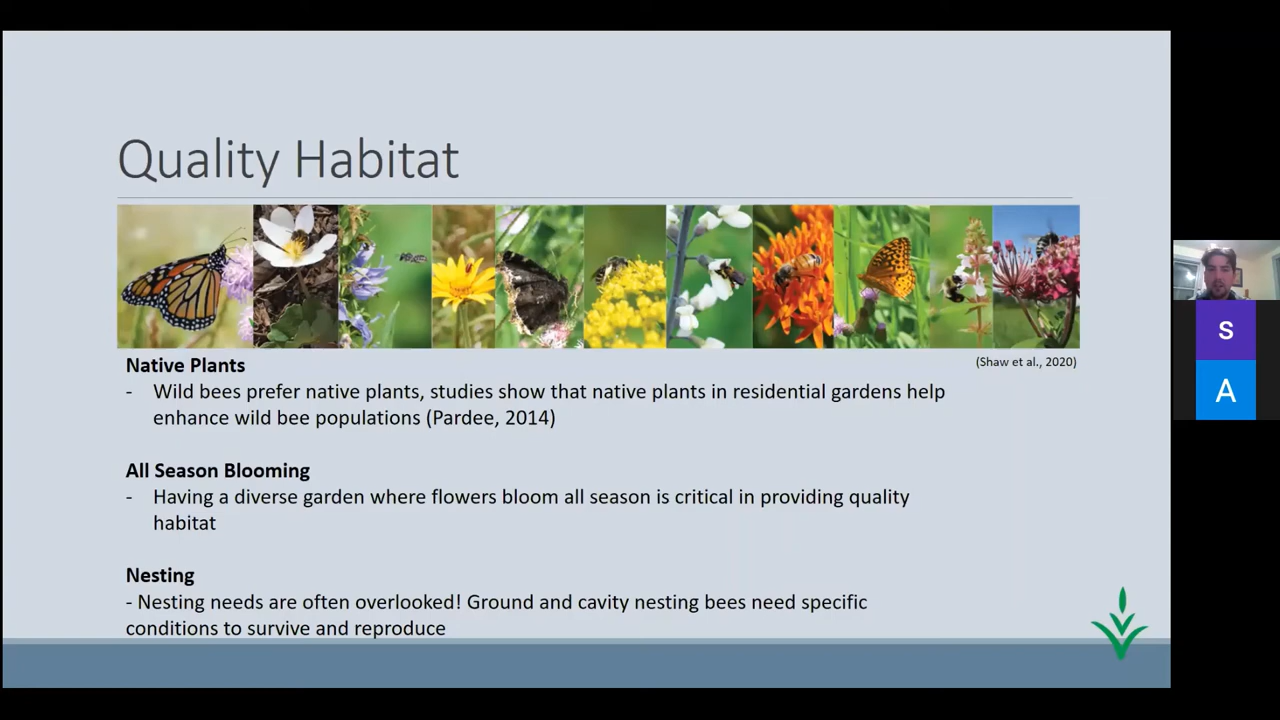 Quality Habitat
(Shaw et al., 2020)
Native Plants
- Wild bees prefer native plants, studies show that native plants in residential gardens help
enhance wild bee populations (Pardee, 2014)
All Season Blooming
- Having a diverse garden where flowers bloom all season is critical in providing quality
habitat
Nesting
- Nesting needs are often overlooked! Ground and cavity nesting bees need specific
conditions to survive and reproduce
S
A